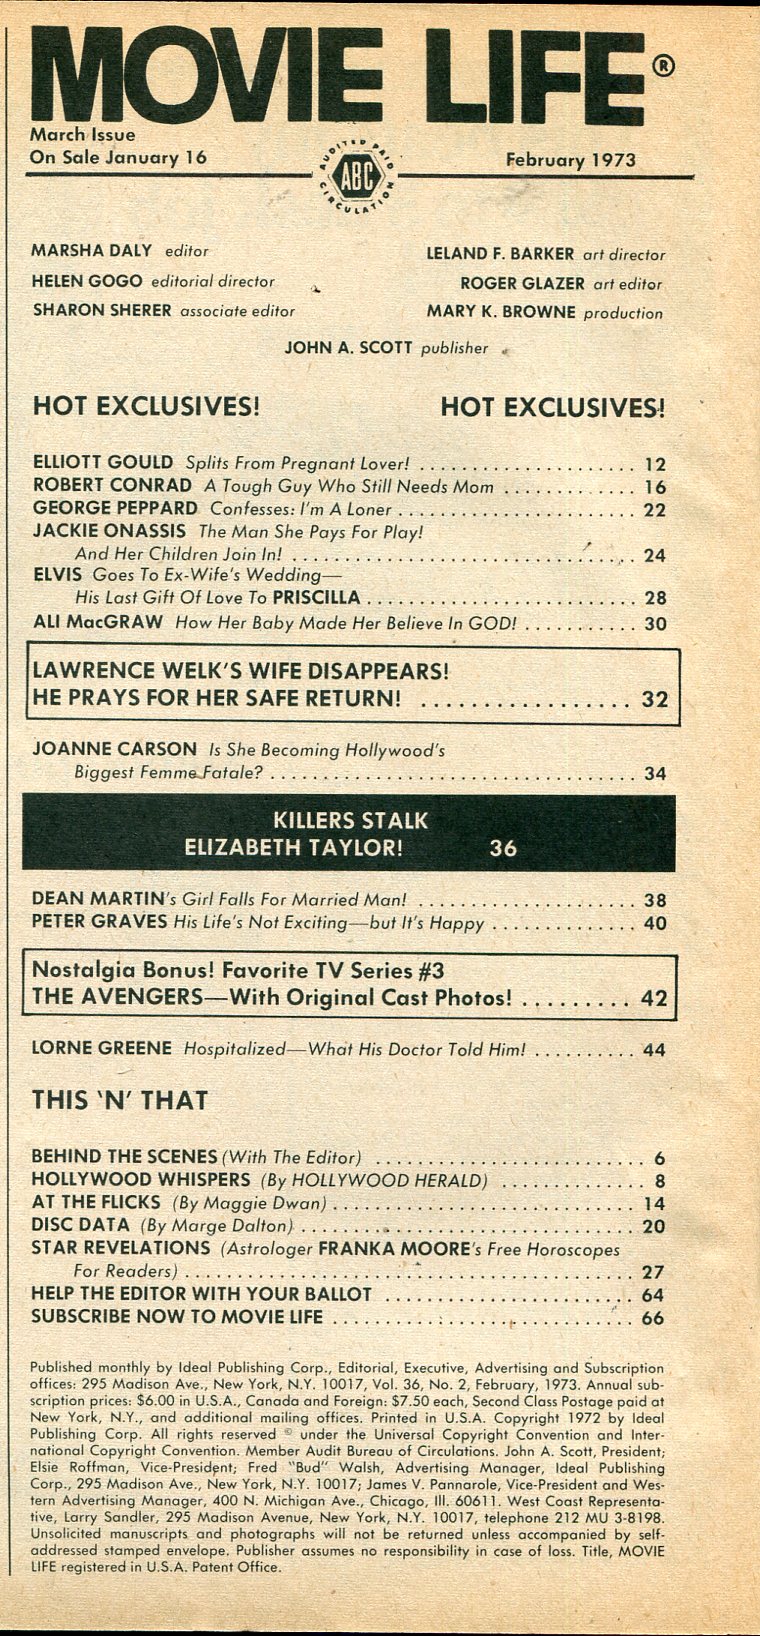 MOVIE LIFE®
March Issue
On Sale January 16
AUDITED PAID
ABC
CIRCULATION
February 1973
MARSHA DALY editor
HELEN GOGO editorial director
SHARON SHERER associate editor
LELAND F. BARKER art director
ROGER GLAZER art editor
MARY K. BROWNE production
JOHN A. SCOTT publisher
HOT EXCLUSIVES! HOT EXCLUSIVES!
ELLIOTT GOULD Splits From Pregnant Lover! ...................... 12
ROBERT CONRAD A Tough Guy Who Still Needs Mom ............. 16
GEORGE PEPPARD Confesses: I'm A Loner ........................ 22
JACKIE ONASSIS The Man She Pays For Play!
And Her Children Join In! .................................. 24
ELVIS Goes To Ex-Wife's Wedding—
His Last Gift Of Love To PRISCILLA ........................... 28
ALI MacGRAW How Her Baby Made Her Believe In GOD! ........... 30
LAWRENCE WELK'S WIFE DISAPPEARS!
HE PRAYS FOR HER SAFE RETURN! ................. 32
JOANNE CARSON Is She Becoming Hollywood's
Biggest Femme Fatale? .................................... 34
KILLERS STALK
ELIZABETH TAYLOR! 36
DEAN MARTIN's Girl Falls For Married Man! ...................... 38
PETER GRAVES His Life's Not Exciting—but It's Happy .............. 40
Nostalgia Bonus! Favorite TV Series #3
THE AVENGERS—With Original Cast Photos! ......... 42
LORNE GREENE Hospitalized—What His Doctor Told Him! .......... 44
THIS 'N' THAT
BEHIND THE SCENES (With The Editor) ........................... 6
HOLLYWOOD WHISPERS (By HOLLYWOOD HERALD) .............. 8
AT THE FLICKS (By Maggie Dwan) .............................. 14
DISC DATA (By Marge Dalton) ................................. 20
STAR REVELATIONS (Astrologer FRANKA MOORE's Free Horoscopes
For Readers) ............................................. 27
HELP THE EDITOR WITH YOUR BALLOT ......................... 64
SUBSCRIBE NOW TO MOVIE LIFE .............................. 66
Published monthly by Ideal Publishing Corp., Editorial, Executive, Advertising and Subscription
offices: 295 Madison Ave., New York, N.Y. 10017, Vol. 36, No. 2, February, 1973. Annual sub-
scription prices: $6.00 in U.S.A., Canada and Foreign: $7.50 each, Second Class Postage paid at
New York, N.Y., and additional mailing offices. Printed in U.S.A. Copyright 1972 by Ideal
Publishing Corp. All rights reserved © under the Universal Copyright Convention and Inter-
national Copyright Convention. Member Audit Bureau of Circulations. John A. Scott, President;
Elsie Roffman, Vice-President; Fred "Bud" Walsh, Advertising Manager, Ideal Publishing
Corp., 295 Madison Ave., New York, N.Y. 10017; James V. Pannarole, Vice-President and Wes-
tern Advertising Manager, 400 N. Michigan Ave., Chicago, Ill. 60611. West Coast Representa-
tive, Larry Sandler, 295 Madison Avenue, New York, N.Y. 10017, telephone 212 MU 3-8198.
Unsolicited manuscripts and photographs will not be returned unless accompanied by self-
addressed stamped envelope. Publisher assumes no responsibility in case of loss. Title, MOVIE
LIFE registered in U.S.A. Patent Office.